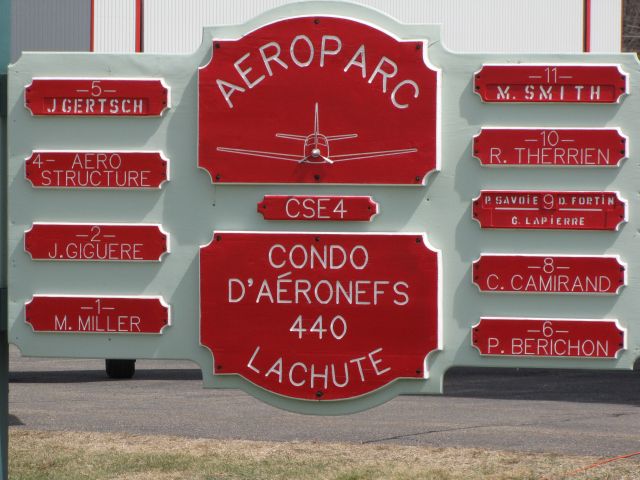 AEROPARC
CSE4
CONDO
D'AÉRONEFS
440
LACHUTE
-5-
J GERTSCH
4- AERO
STRUCTURE
-2-
J. GIGUERE
-1-
M. MILLER
-11-
M. SMITH
-10-
R. THERRIEN
P. SAVOIE 9 D. FORTIN
G. LAPIERRE
-8-
C. CAMIRAND
-6-
P. BERICHON